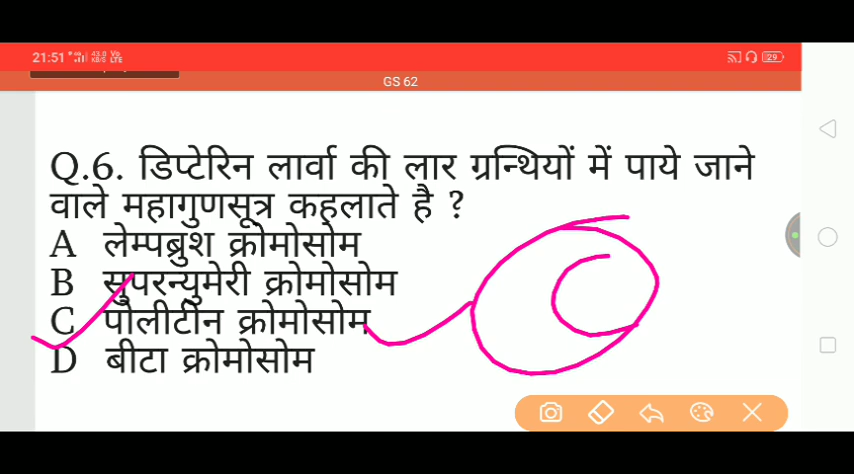 21:51
GS 62
Q.6. डिप्टेरिन लार्वा की लार ग्रन्थियों में पाये जाने
वाले महागुणसूत्र कहलाते है ?
A लेम्पब्रुश क्रोमोसोम
B सुपरन्युमेरी क्रोमोसोम
C पोलीटीन क्रोमोसोम
D बीटा क्रोमोसोम